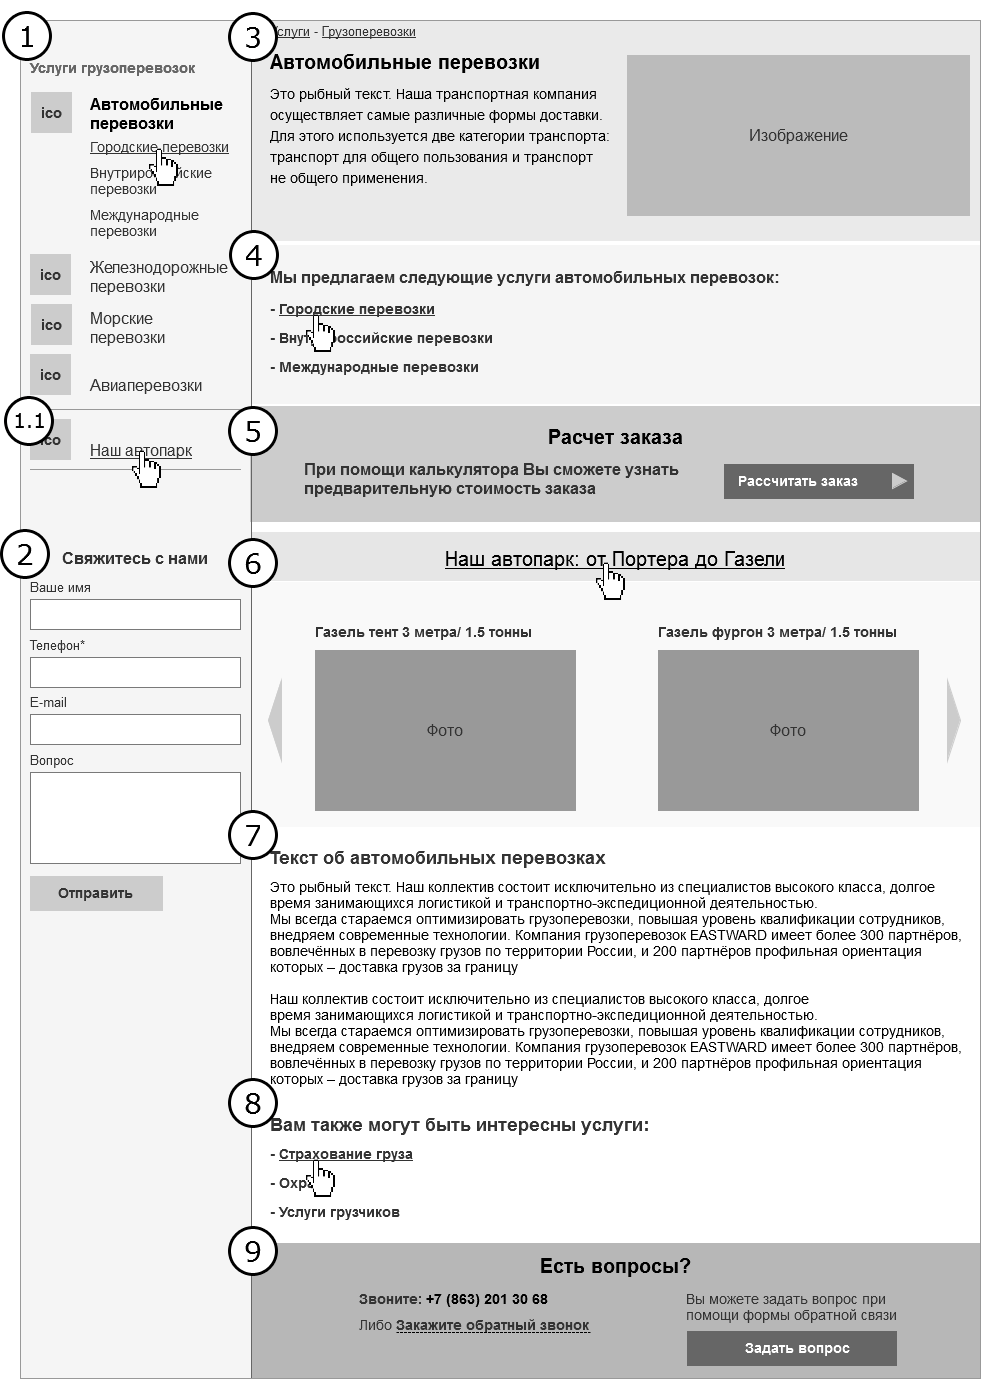 1
Услуги грузоперевозок
ico
Автомобильные
перевозки
Городские перевозки
перевозки
Международные
перевозки
ico
Железнодорожные
перевозки
ico
Морские
перевозки
ico
Авиаперевозки
1.1
Наш автопарк
2
Свяжитесь с нами
Ваше имя
Телефон*
E-mail
Вопрос
Отправить
3
- Грузоперевозки
Автомобильные перевозки
Это рыбный текст. Наша транспортная компания
осуществляет самые различные формы доставки.
Для этого используется две категории транспорта:
транспорт для общего пользования и транспорт
не общего применения.
Изображение
4
Мы предлагаем следующие услуги автомобильных перевозок:
- Городские перевозки
- перевозки
- Международные перевозки
5
Расчет заказа
При помощи калькулятора Вы сможете узнать
предварительную стоимость заказа
Рассчитать заказ
6
Наш автопарк: от Портера до Газели
Газель тент 3 метра/ 1.5 тонны
Газель фургон 3 метра/ 1.5 тонны
Фото
Фото
7
Текст об автомобильных перевозках
Это рыбный текст. Наш коллектив состоит исключительно из специалистов высокого класса, долгое
время занимающихся логистикой и транспортно-экспедиционной деятельностью.
Мы всегда стараемся оптимизировать грузоперевозки, повышая уровень квалификации сотрудников,
внедряем современные технологии. Компания грузоперевозок EASTWARD имеет более 300 партнёров,
вовлечённых в перевозку грузов по территории России, и 200 партнёров профильная ориентация
которых – доставка грузов за границу
Наш коллектив состоит исключительно из специалистов высокого класса, долгое
время занимающихся логистикой и транспортно-экспедиционной деятельностью.
Мы всегда стараемся оптимизировать грузоперевозки, повышая уровень квалификации сотрудников,
внедряем современные технологии. Компания грузоперевозок EASTWARD имеет более 300 партнёров,
вовлечённых в перевозку грузов по территории России, и 200 партнёров профильная ориентация
которых – доставка грузов за границу
8
Вам также могут быть интересны услуги:
- Страхование груза
- Услуги грузчиков
9
Есть вопросы?
Звоните: +7 (863) 201 30 68
Либо Закажите обратный звонок
Вы можете задать вопрос при
помощи формы обратной связи
Задать вопрос